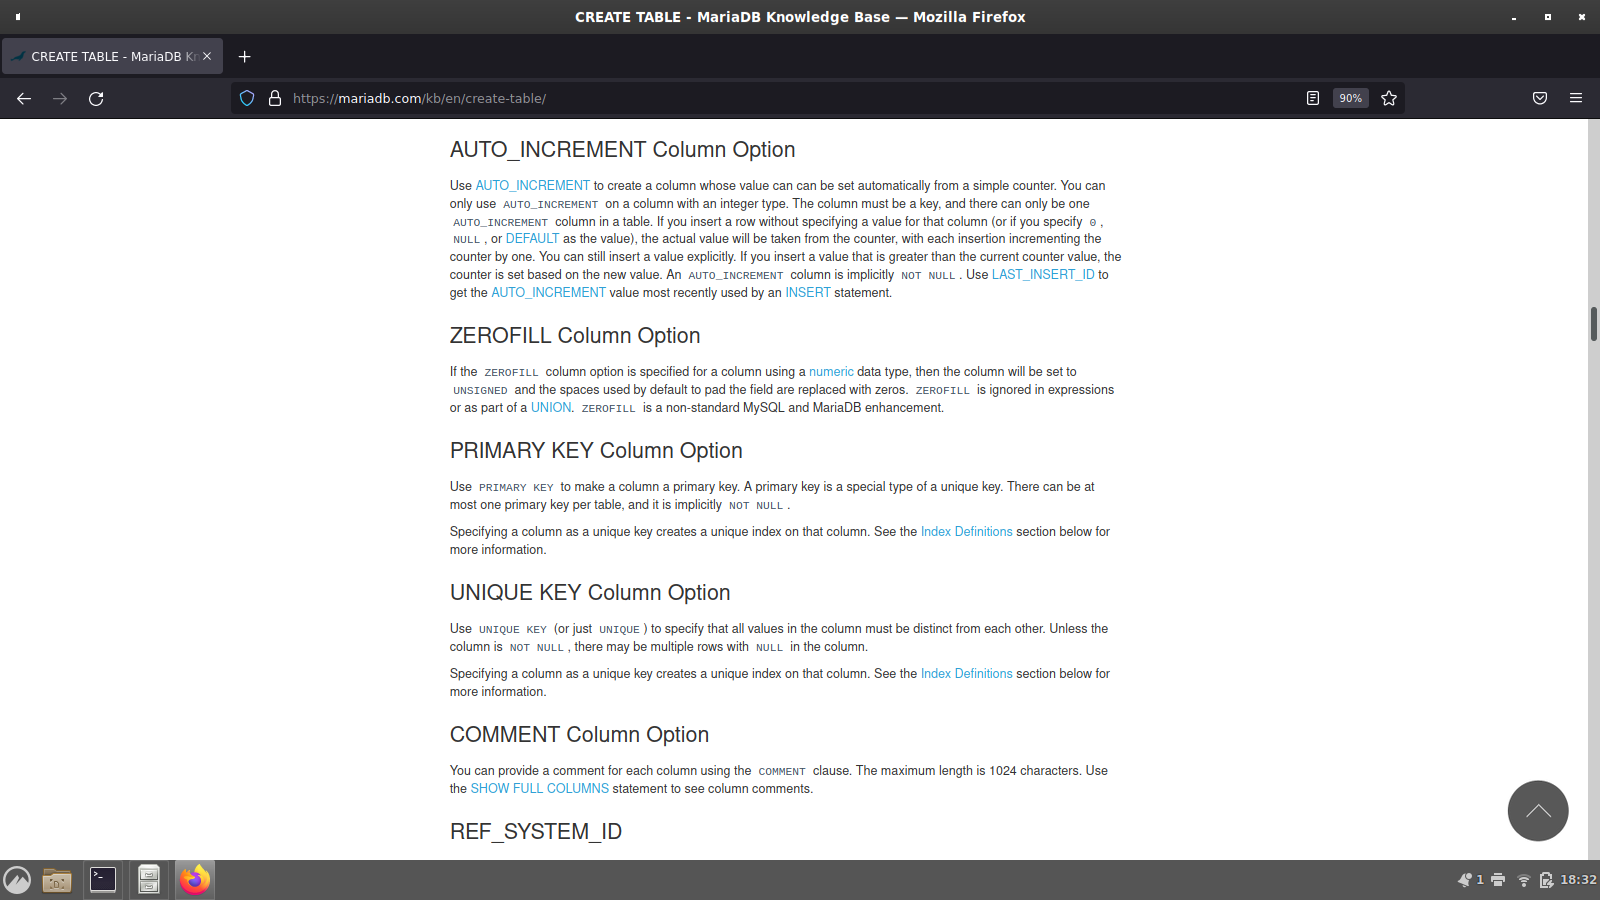 CREATE TABLE - MariaDB Knowledge Base — Mozilla Firefox
CREATE TABLE - MariaDB Kn
https://mariadb.com/kb/en/create-table/
90%
AUTO_INCREMENT Column Option
Use AUTO_INCREMENT to create a column whose value can can be set automatically from a simple counter. You can
only use AUTO_INCREMENT on a column with an integer type. The column must be a key, and there can only be one
AUTO_INCREMENT column in a table. If you insert a row without specifying a value for that column (or if you specify 0 ,
NULL , or DEFAULT as the value), the actual value will be taken from the counter, with each insertion incrementing the
counter by one. You can still insert a value explicitly. If you insert a value that is greater than the current counter value, the
counter is set based on the new value. An AUTO_INCREMENT column is implicitly NOT NULL . Use LAST_INSERT_ID to
get the AUTO_INCREMENT value most recently used by an INSERT statement.
ZEROFILL Column Option
If the ZEROFILL column option is specified for a column using a numeric data type, then the column will be set to
UNSIGNED and the spaces used by default to pad the field are replaced with zeros. ZEROFILL is ignored in expressions
or as part of a UNION. ZEROFILL is a non-standard MySQL and MariaDB enhancement.
PRIMARY KEY Column Option
Use PRIMARY KEY to make a column a primary key. A primary key is a special type of a unique key. There can be at
most one primary key per table, and it is implicitly NOT NULL .
Specifying a column as a unique key creates a unique index on that column. See the Index Definitions section below for
more information.
UNIQUE KEY Column Option
Use UNIQUE KEY (or just UNIQUE ) to specify that all values in the column must be distinct from each other. Unless the
column is NOT NULL , there may be multiple rows with NULL in the column.
Specifying a column as a unique key creates a unique index on that column. See the Index Definitions section below for
more information.
COMMENT Column Option
You can provide a comment for each column using the COMMENT clause. The maximum length is 1024 characters. Use
the SHOW FULL COLUMNS statement to see column comments.
REF_SYSTEM_ID
1
18:32